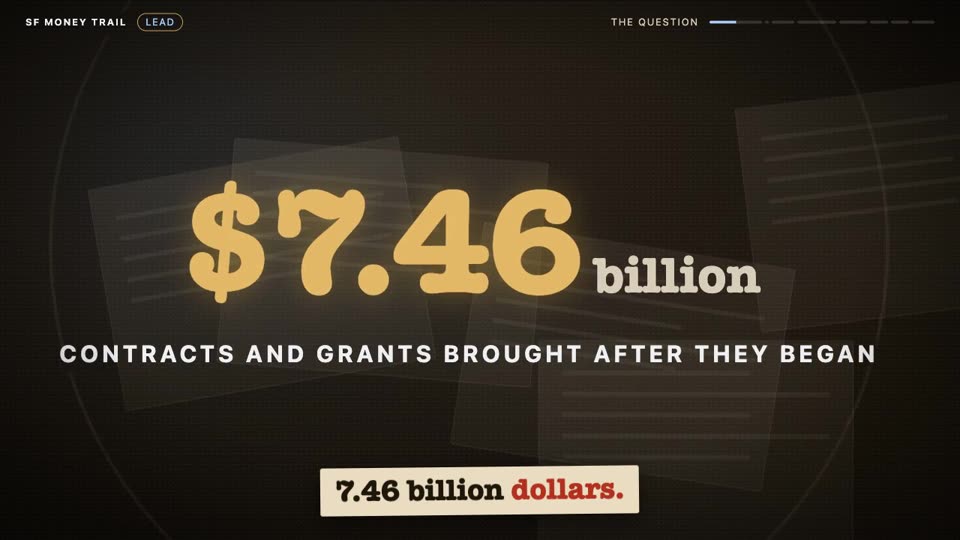 SF MONEY TRAIL LEAD THE QUESTION
$7.46 billion
CONTRACTS AND GRANTS BROUGHT AFTER THEY BEGAN
7.46 billion dollars.